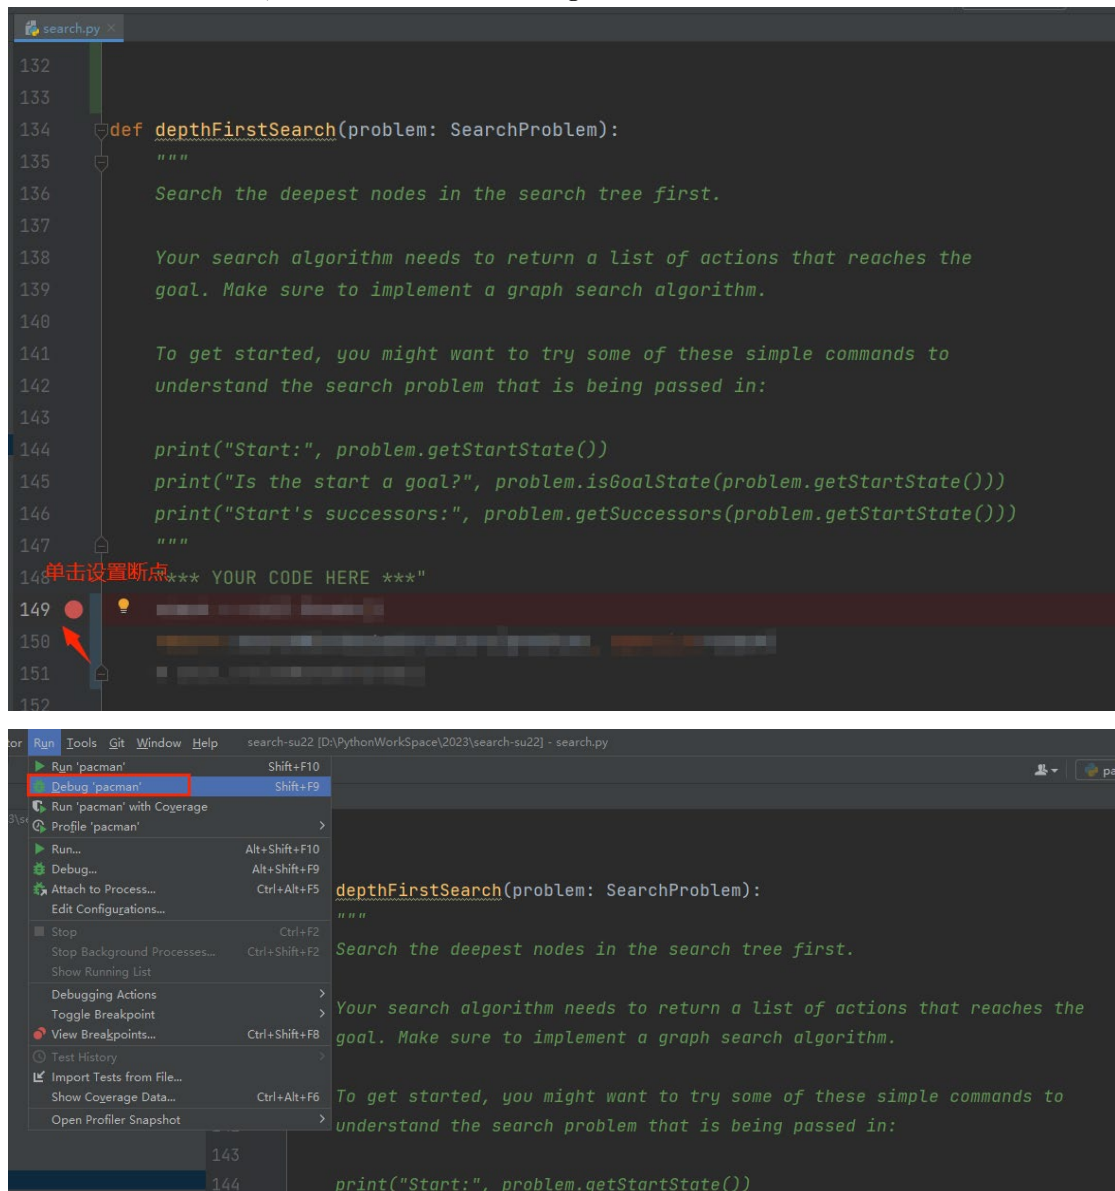 search.py ×
132
133
134 def depthFirstSearch(problem: SearchProblem):
135 """
136 Search the deepest nodes in the search tree first.
137
138 Your search algorithm needs to return a list of actions that reaches the
139 goal. Make sure to implement a graph search algorithm.
140
141 To get started, you might want to try some of these simple commands to
142 understand the search problem that is being passed in:
143
144 print("Start:", problem.getStartState())
145 print("Is the start a goal?", problem.isGoalState(problem.getStartState()))
146 print("Start's successors:", problem.getSuccessors(problem.getStartState()))
147 """
148 单击设置断点 "*** YOUR CODE HERE ***"
149
150
151
152
Run Tools Git Window Help search-su22 [D:\PythonWorkSpace\2023\search-su22] - search.py
Run 'pacman' Shift+F10
Debug 'pacman' Shift+F9
Run 'pacman' with Coverage
Profile 'pacman'
Run... Alt+Shift+F10
Debug... Alt+Shift+F9
Attach to Process... Ctrl+Alt+F5 depthFirstSearch(problem: SearchProblem):
Edit Configurations... """
Stop Ctrl+F2
Stop Background Processes... Ctrl+Shift+F2 Search the deepest nodes in the search tree first.
Show Running List
Debugging Actions
Toggle Breakpoint Your search algorithm needs to return a list of actions that reaches the
View Breakpoints... Ctrl+Shift+F8 goal. Make sure to implement a graph search algorithm.
Test History
Import Tests from File...
Show Coverage Data... Ctrl+Alt+F6 To get started, you might want to try some of these simple commands to
Open Profiler Snapshot understand the search problem that is being passed in:
143
144 print("Start:", problem.getStartState())